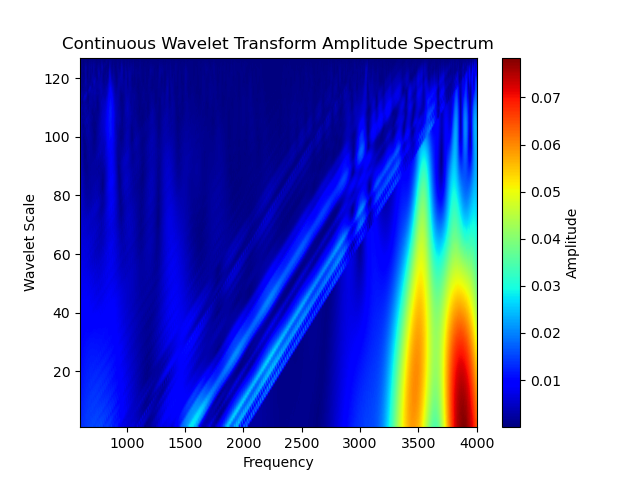 Continuous Wavelet Transform Amplitude Spectrum
120
100
80
60
40
20
Wavelet Scale
1000 1500 2000 2500 3000 3500 4000
Frequency
0.07
0.06
0.05
0.04
0.03
0.02
0.01
Amplitude